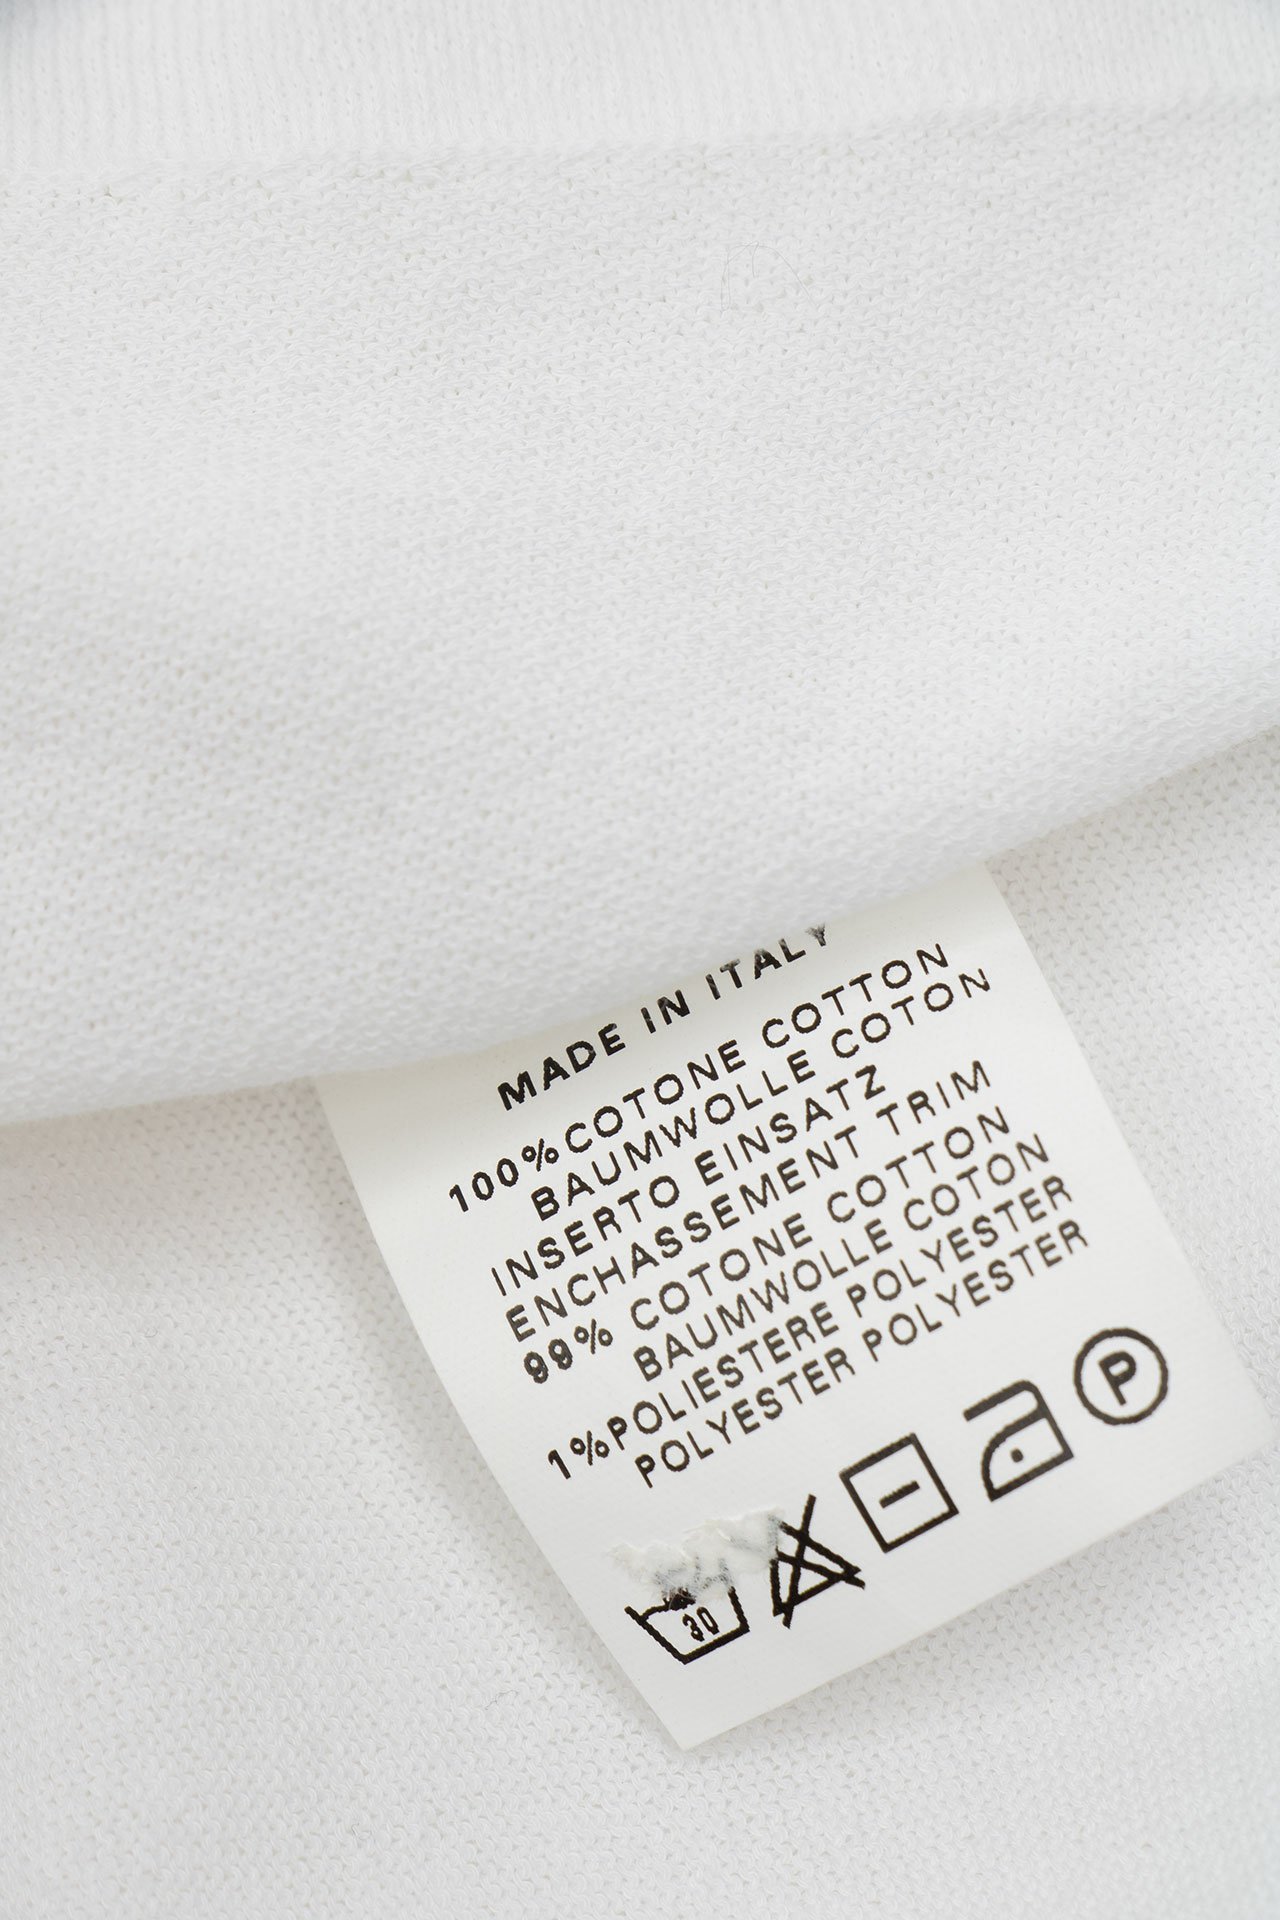 MADE IN ITALY
100%COTONE COTTON
BAUMWOLLE COTON
INSERTO EINSATZ
ENCHASSEMENT TRIM
99% COTONE COTTON
BAUMWOLLE COTON
1%POLIESTERE POLYESTER
POLYESTER POLYESTER
30
P